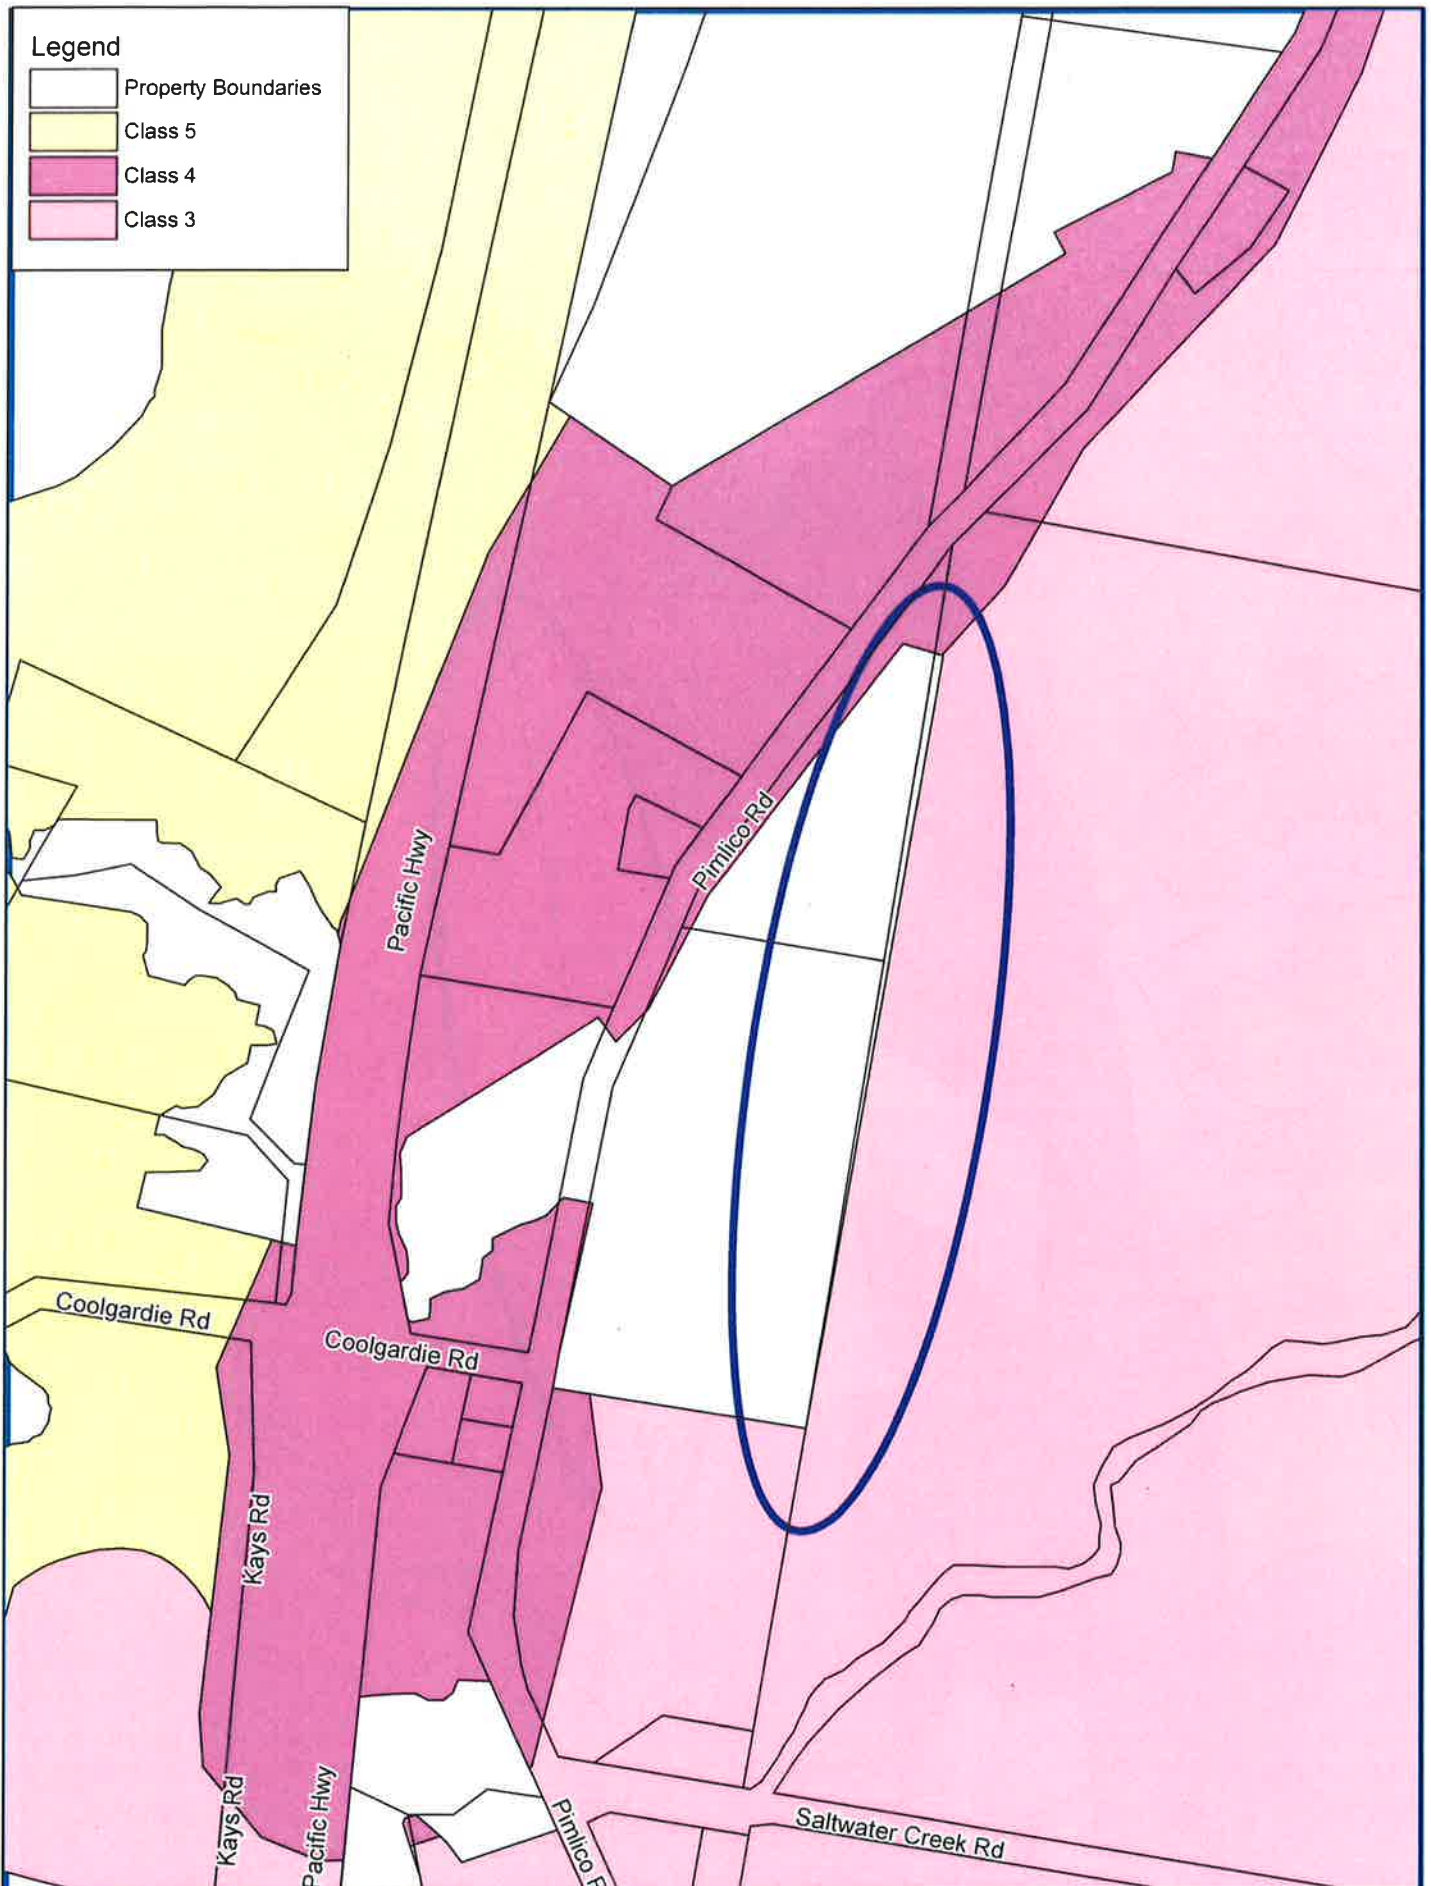 Legend
Property Boundaries
Class 5
Class 4
Class 3
Pimlico Rd
Pacific Hwy
Coolgardie Rd
Coolgardie Rd
Kays Rd
Kays Rd
Pacific Hwy
Pimlico R
Saltwater Creek Rd